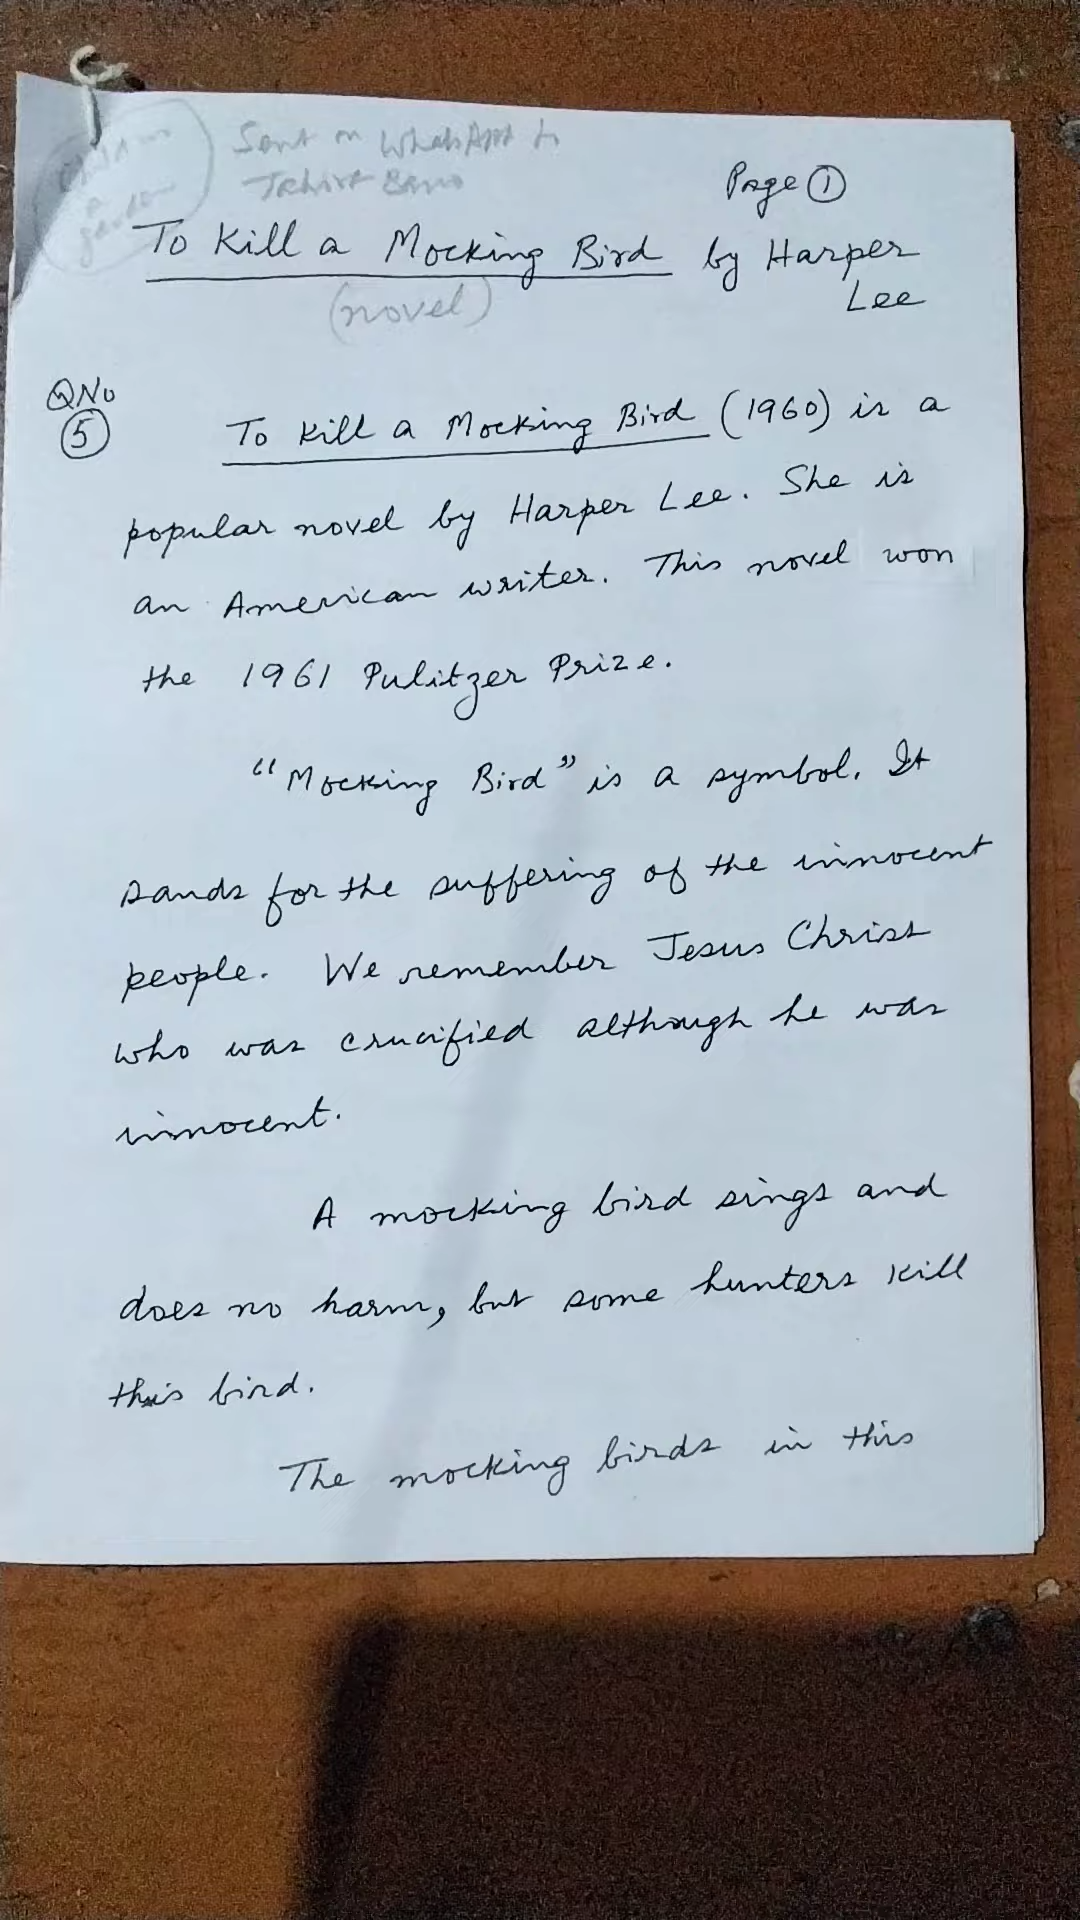 Sent on WhatsApp to
Page 1
To Kill a Mocking Bird by Harper
Lee
(novel)
QNo
5
To Kill a Mocking Bird (1960) is a
popular novel by Harper Lee. She is
an American writer. This novel won
the 1961 Pulitzer Prize.
"Mocking Bird" is a symbol. It
sands for the suffering of the innocent
people. We remember Jesus Christ
who was crucified although he was
innocent.
A mocking bird sings and
does no harm, but some hunters kill
this bird.
The mocking birds in this